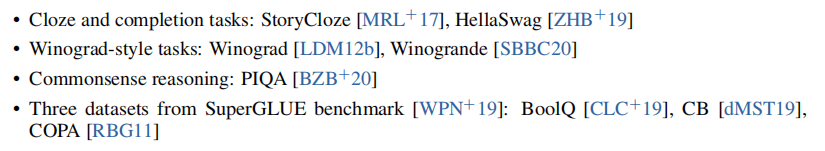 • Cloze and completion tasks: StoryCloze [MRL+17], HellaSwag [ZHB+19]
• Winograd-style tasks: Winograd [LDM12b], Winogrande [SBBC20]
• Commonsense reasoning: PIQA [BZB+20]
• Three datasets from SuperGLUE benchmark [WPN+19]: BoolQ [CLC+19], CB [dMST19],
COPA [RBG11]